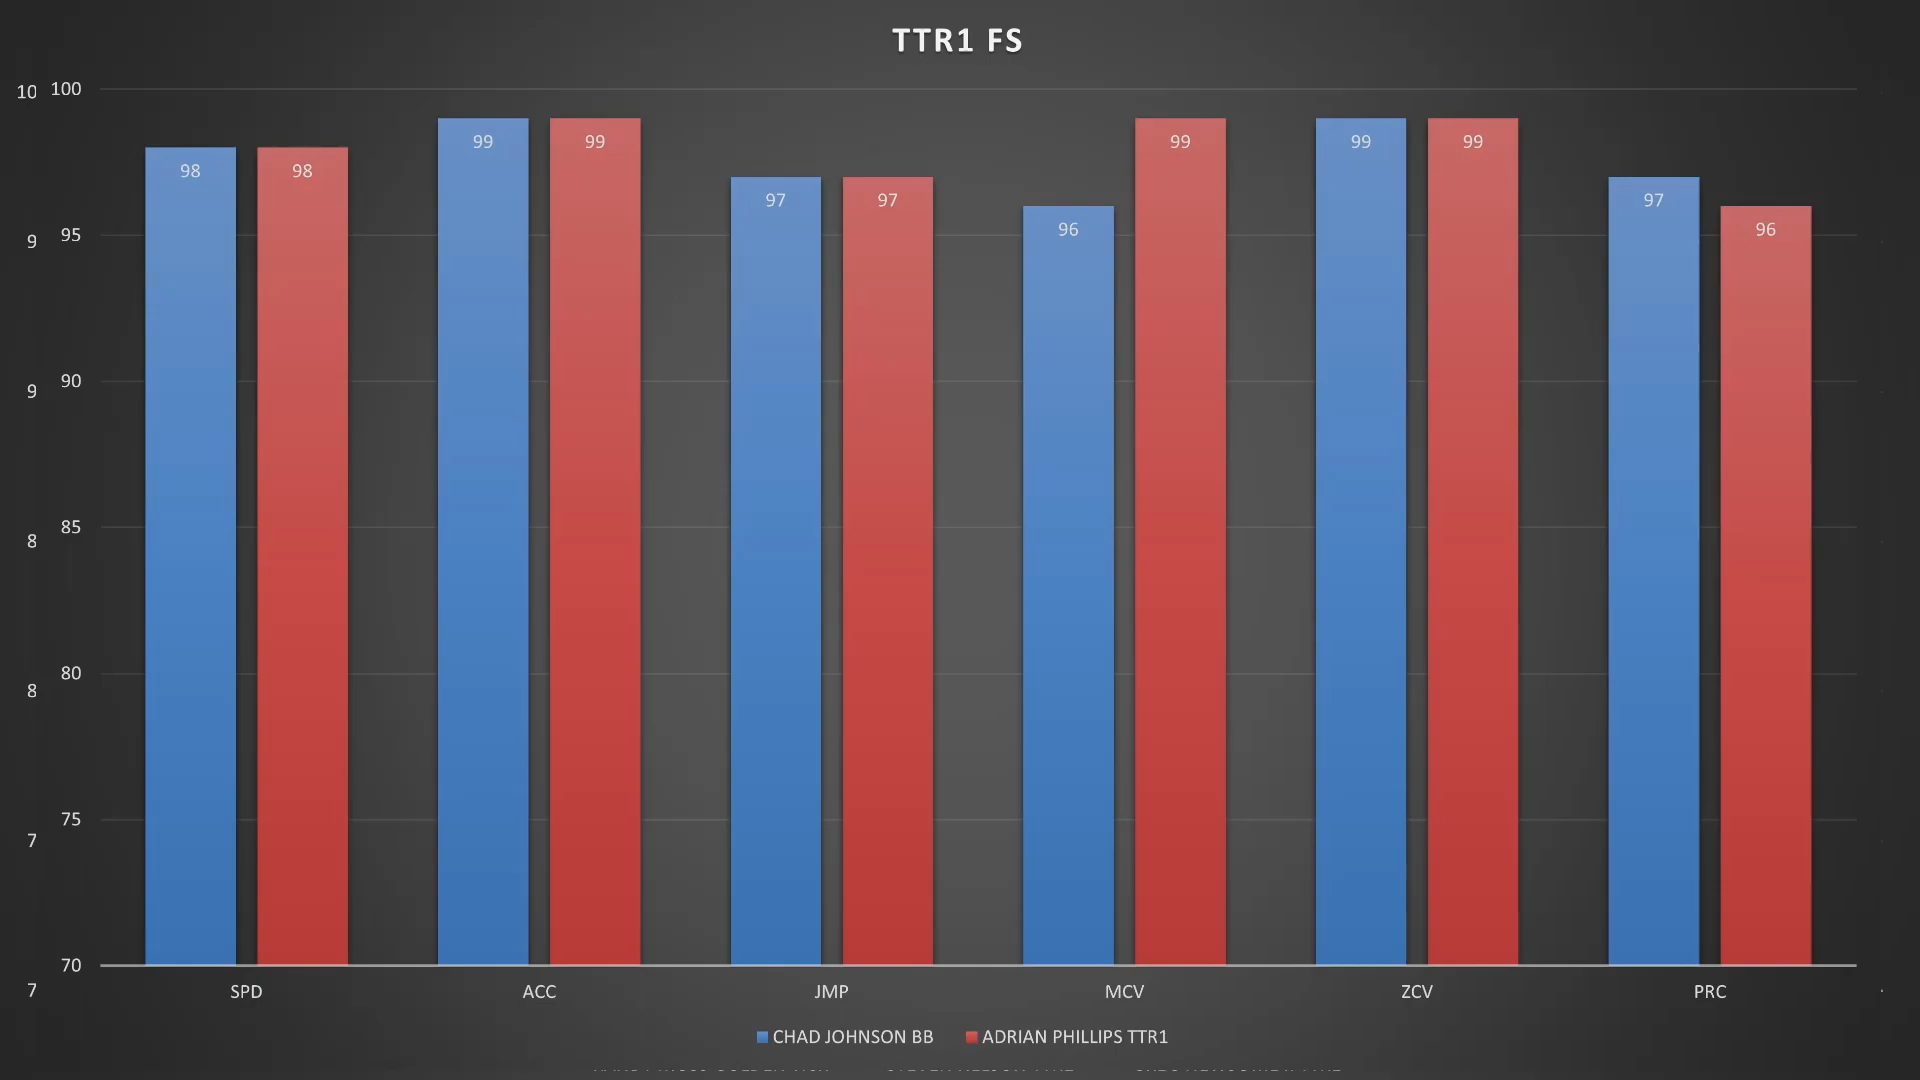 TTR1 FS
10 100
98 98 99 99 97 97 96 99 99 99 97 96
9 95
9 90
8 85
8 80
7 75
70
7
SPD ACC JMP MCV ZCV PRC
CHAD JOHNSON BB ADRIAN PHILLIPS TTR1